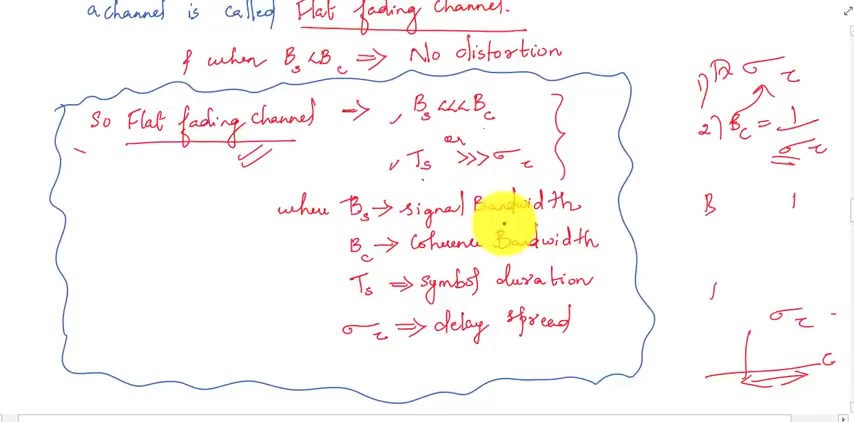 a channel is called Flat fading channel.
& when Bs < Bc ⇒ No distortion
So Flat fading channel → Bs <<< Bc
or
Ts >>> στ
where Bs → signal Bandwidth
Bc → Coherence Bandwidth
Ts ⇒ symbol duration
στ ⇒ delay spread
1) στ
2) Bc = 1/στ
B 1
στ